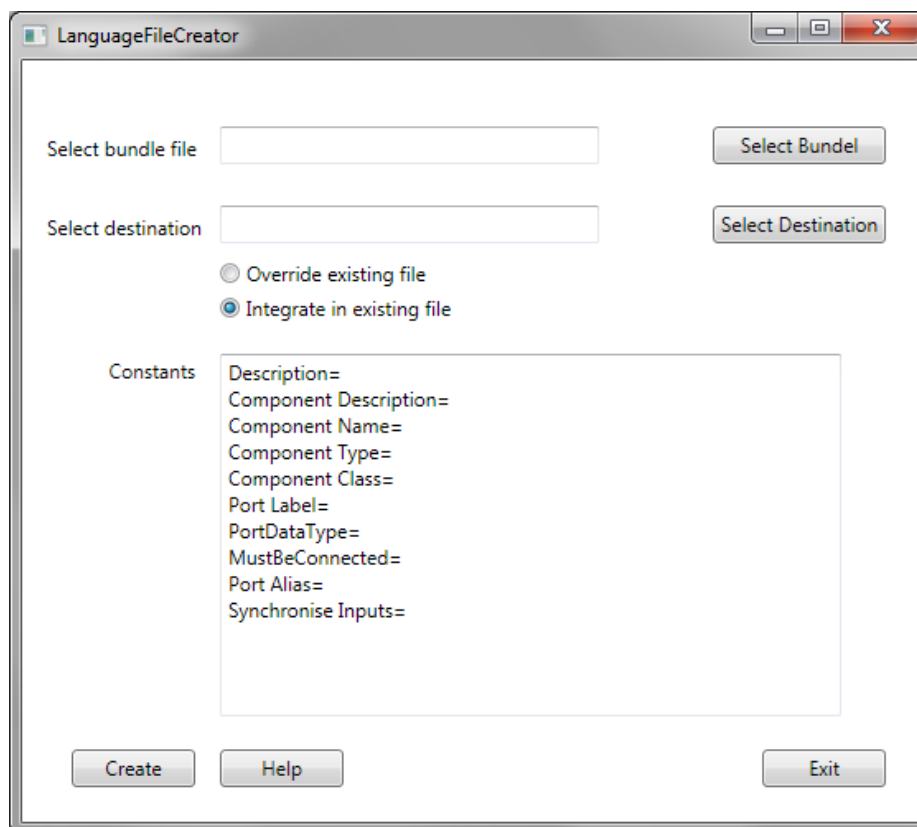 LanguageFileCreator
Select bundle file
Select Bundel
Select destination
Select Destination
Override existing file
Integrate in existing file
Constants
Description=
Component Description=
Component Name=
Component Type=
Component Class=
Port Label=
PortDataType=
MustBeConnected=
Port Alias=
Synchronise Inputs=
Create
Help
Exit